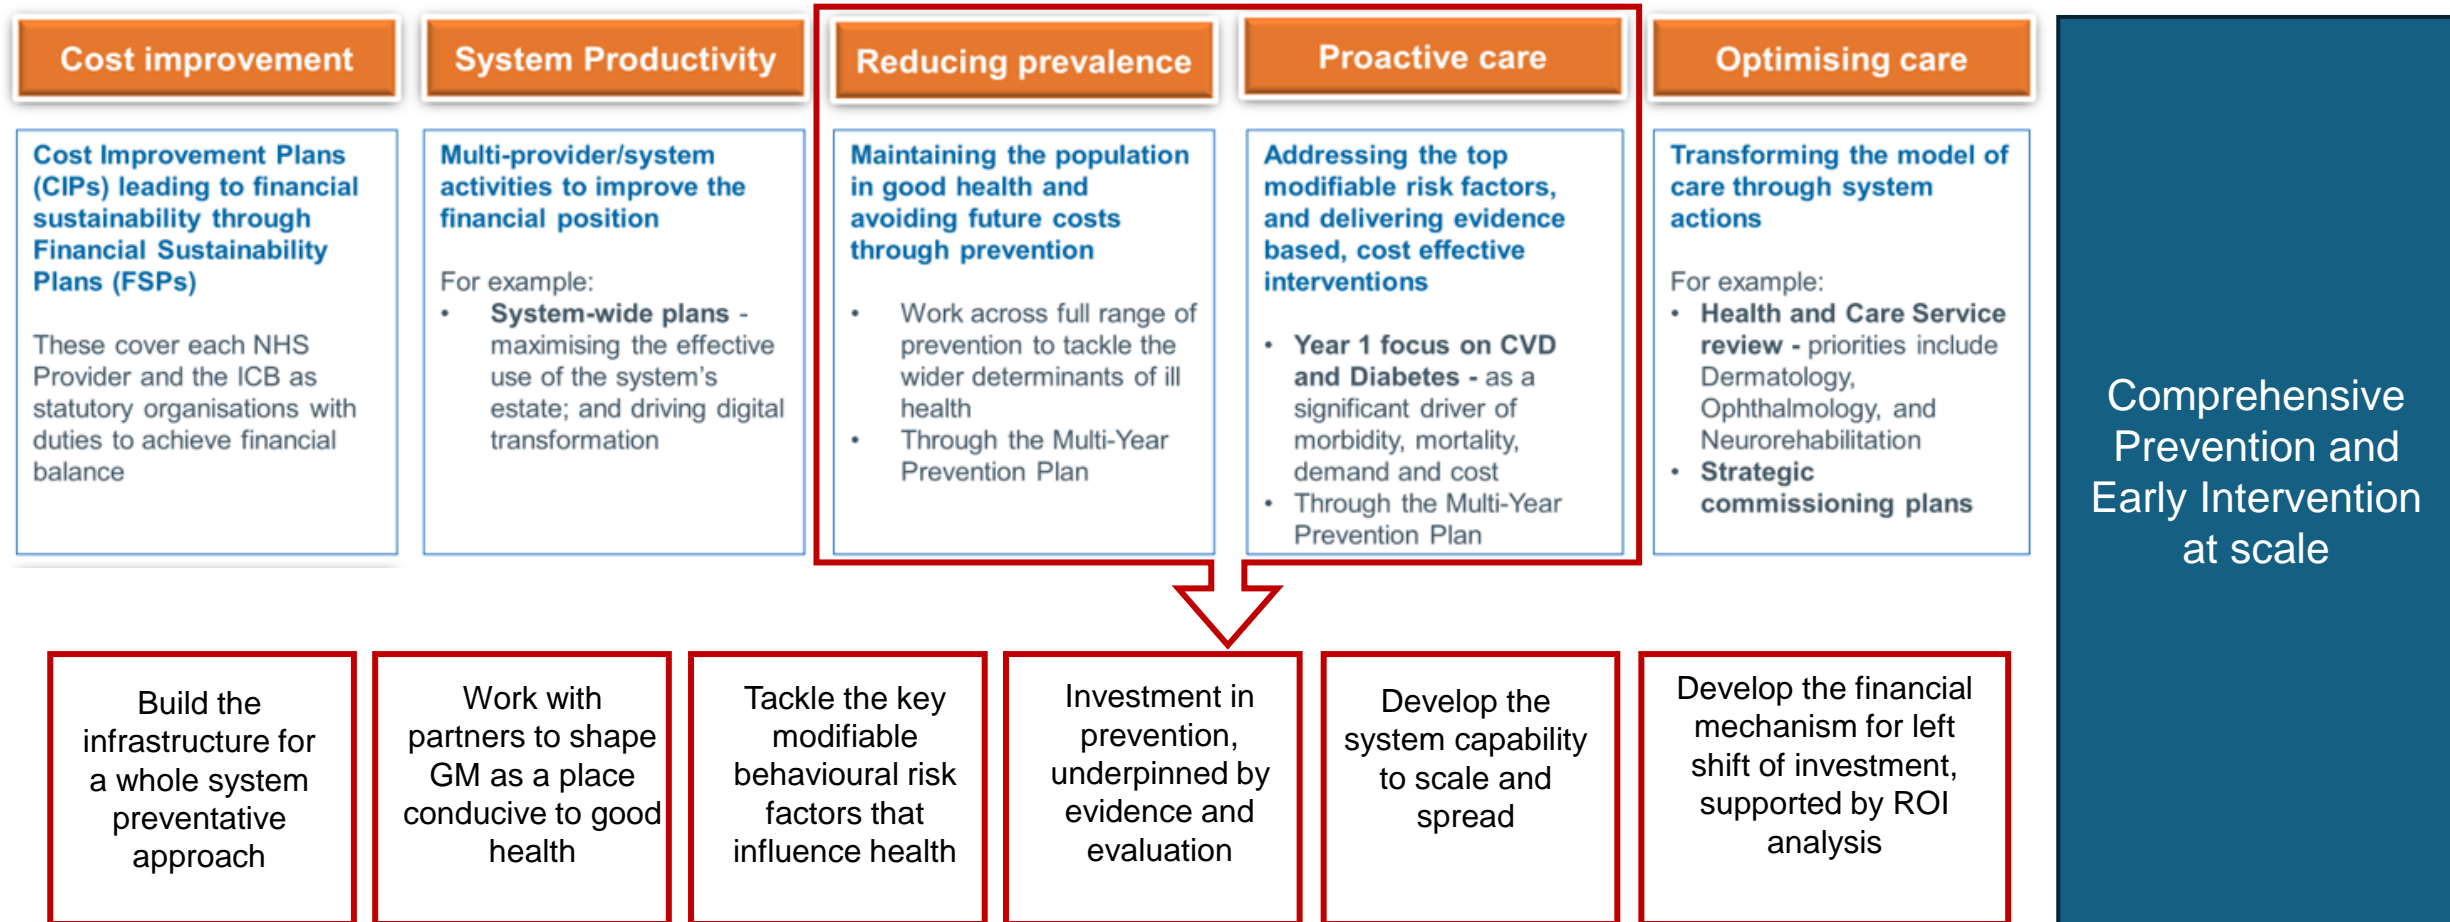 Cost improvement
Cost Improvement Plans
(CIPs) leading to financial
sustainability through
Financial Sustainability
Plans (FSPs)
These cover each NHS
Provider and the ICB as
statutory organisations with
duties to achieve financial
balance
System Productivity
Multi-provider/system
activities to improve the
financial position
For example:
• System-wide plans -
maximising the effective
use of the system's
estate; and driving digital
transformation
Reducing prevalence
Maintaining the population
in good health and
avoiding future costs
through prevention
• Work across full range of
prevention to tackle the
wider determinants of ill
health
• Through the Multi-Year
Prevention Plan
Proactive care
Addressing the top
modifiable risk factors,
and delivering evidence
based, cost effective
interventions
• Year 1 focus on CVD
and Diabetes - as a
significant driver of
morbidity, mortality,
demand and cost
• Through the Multi-Year
Prevention Plan
Optimising care
Transforming the model of
care through system
actions
For example:
• Health and Care Service
review - priorities include
Dermatology,
Ophthalmology, and
Neurorehabilitation
• Strategic
commissioning plans
Comprehensive
Prevention and
Early Intervention
at scale
Build the
infrastructure for
a whole system
preventative
approach
Work with
partners to shape
GM as a place
conducive to good
health
Tackle the key
modifiable
behavioural risk
factors that
influence health
Investment in
prevention,
underpinned by
evidence and
evaluation
Develop the
system capability
to scale and
spread
Develop the financial
mechanism for left
shift of investment,
supported by ROI
analysis